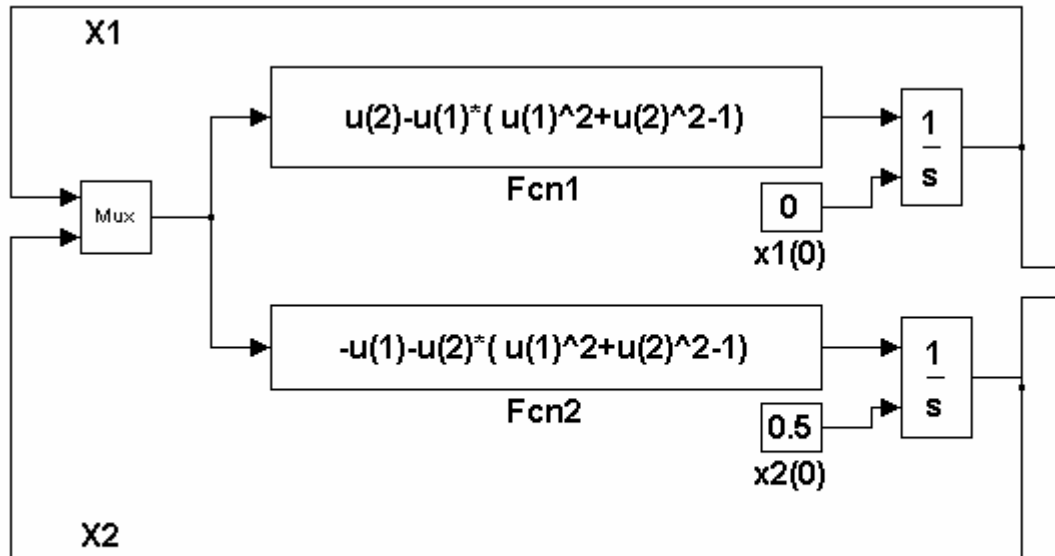 X1
u(2)-u(1)*( u(1)^2+u(2)^2-1)
Fcn1
1
s
0
x1(0)
Mux
-u(1)-u(2)*( u(1)^2+u(2)^2-1)
Fcn2
1
s
0.5
x2(0)
X2